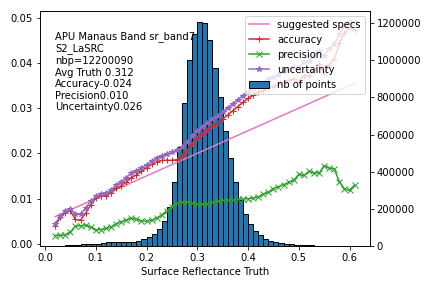 APU Manaus Band sr_band7
S2_LaSRC
nbp=12200090
Avg Truth 0.312
Accuracy-0.024
Precision0.010
Uncertainty0.026
suggested specs
accuracy
precision
uncertainty
nb of points
0.05
0.04
0.03
0.02
0.01
0.00
1200000
1000000
800000
600000
400000
200000
0
0.0 0.1 0.2 0.3 0.4 0.5 0.6
Surface Reflectance Truth